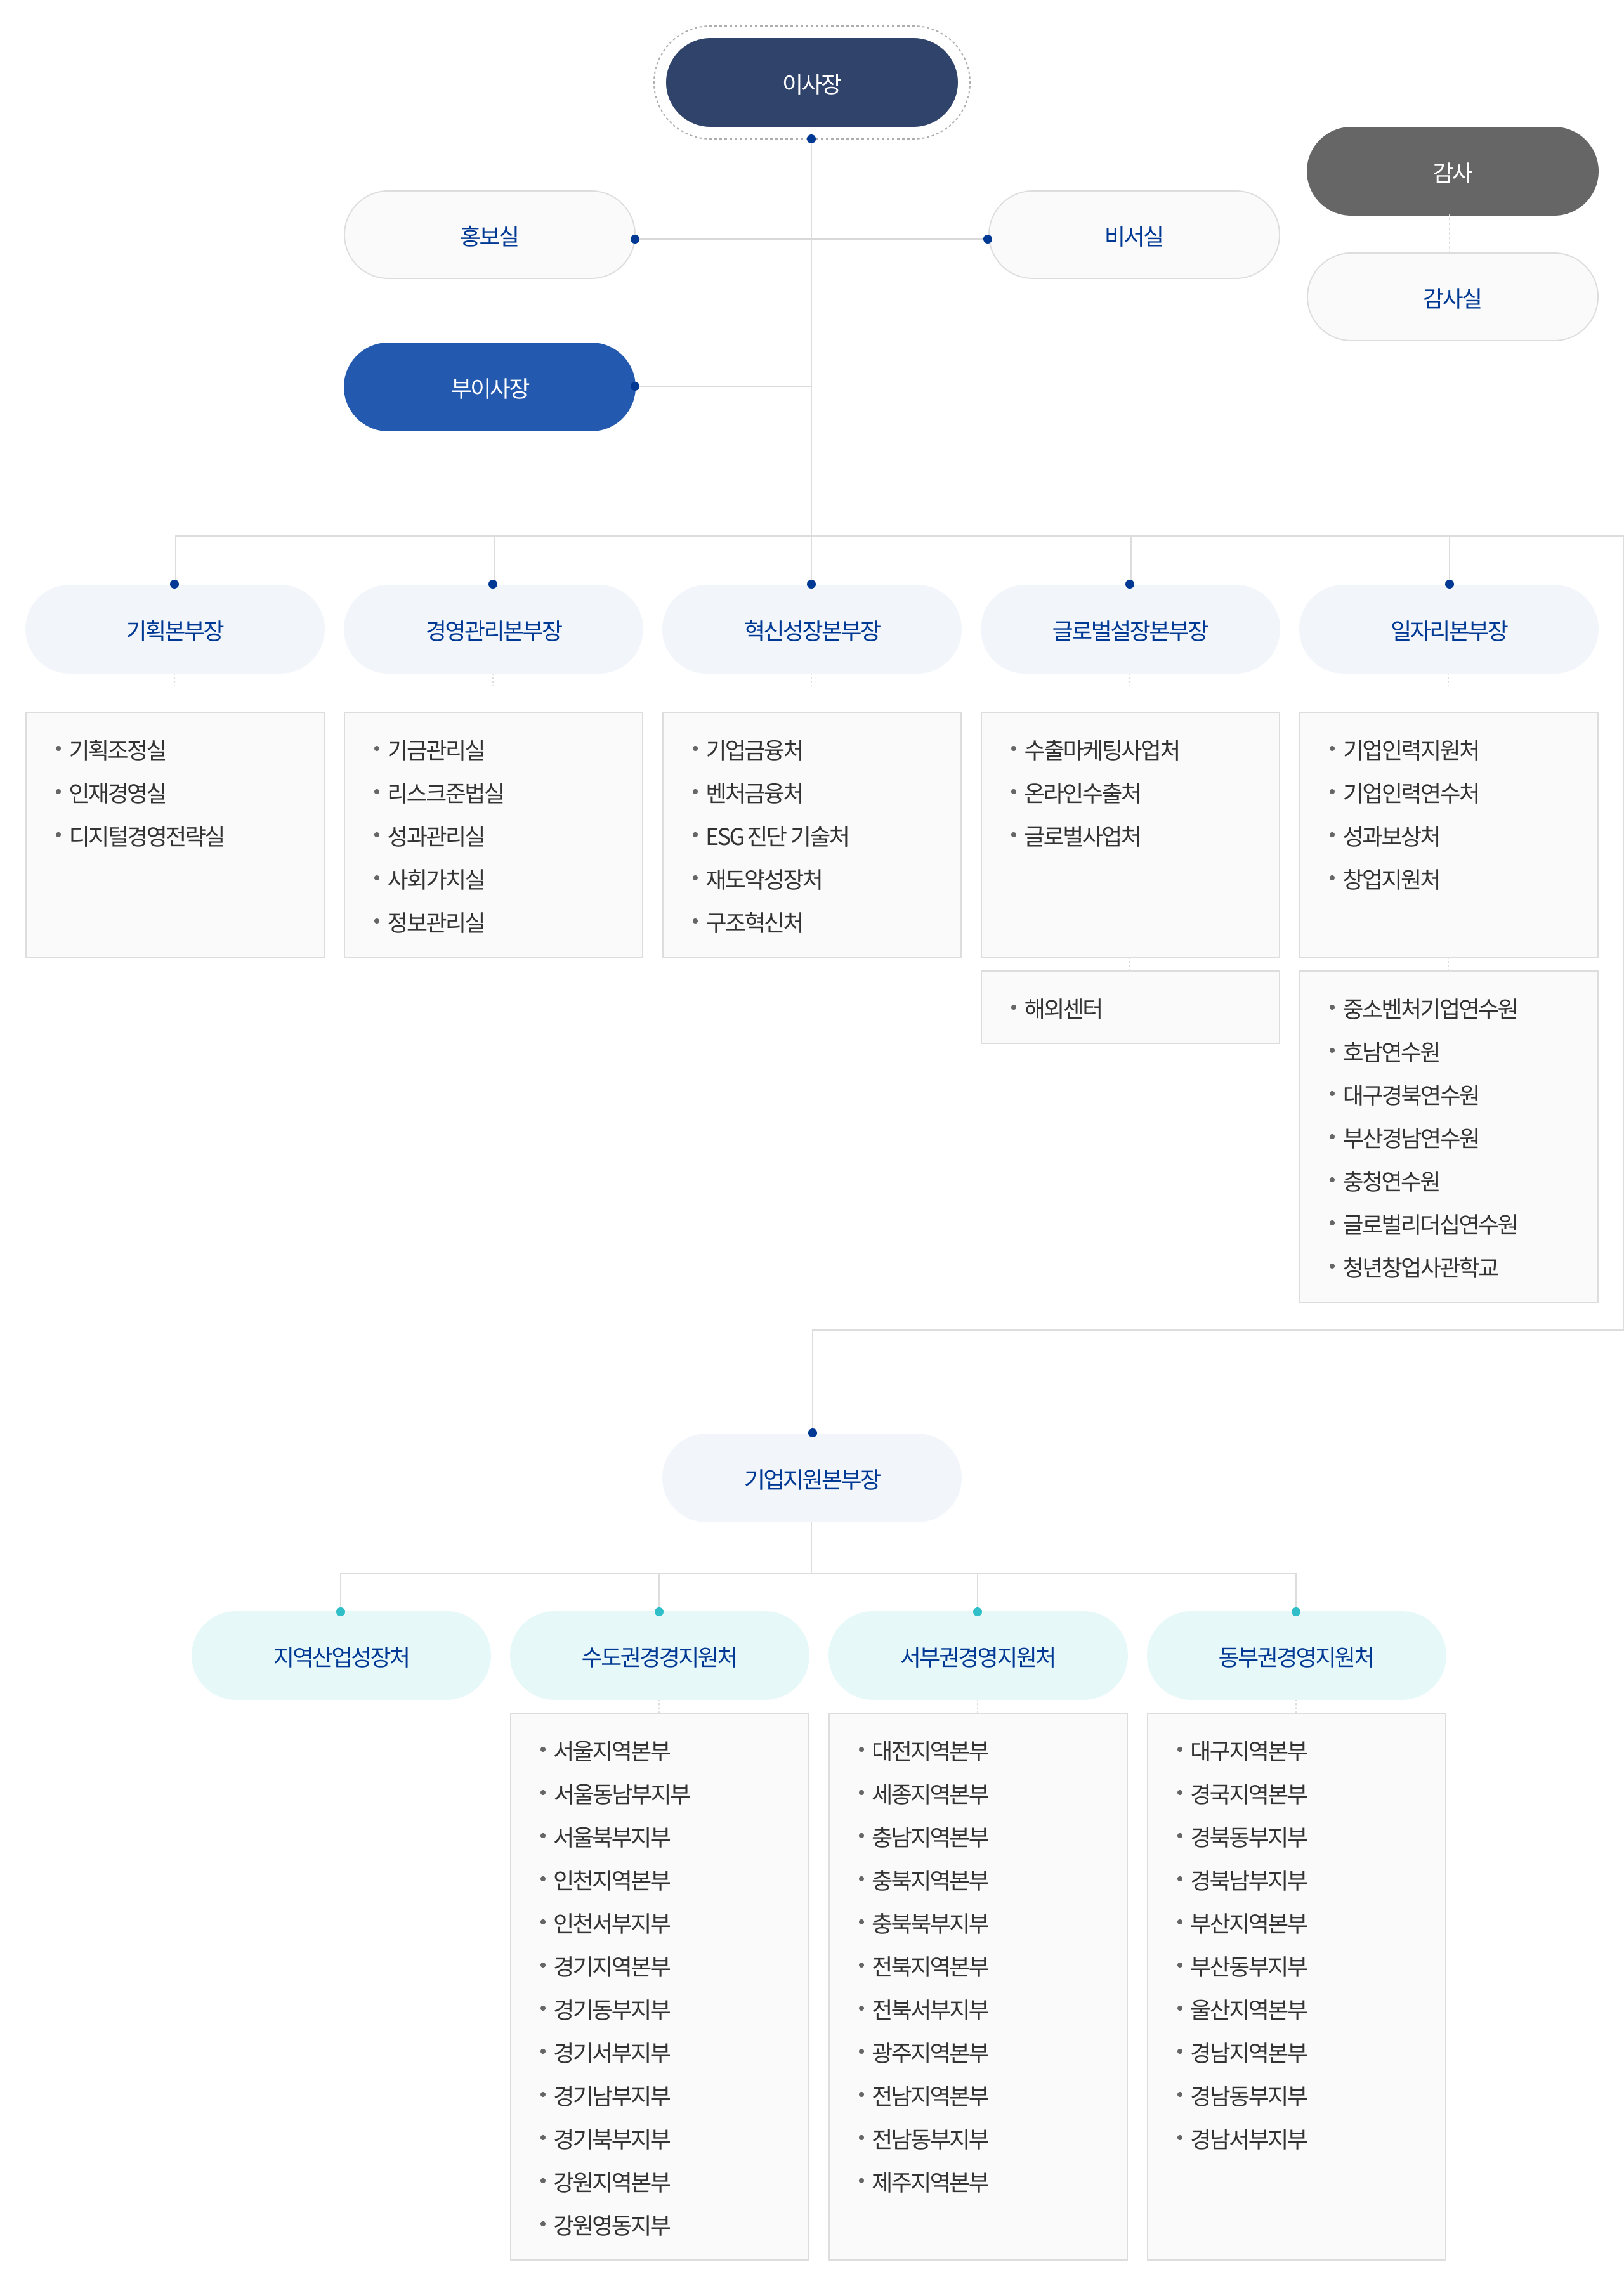 이사장
감사
홍보실
비서실
감사실
부이사장
기획본부장
경영관리본부장
혁신성장본부장
글로벌설장본부장
일자리본부장
• 기획조정실
• 인재경영실
• 디지털경영전략실
• 기금관리실
• 리스크준법실
• 성과관리실
• 사회가치실
• 정보관리실
• 기업금융처
• 벤처금융처
• ESG 진단 기술처
• 재도약성장처
• 구조혁신처
• 수출마케팅사업처
• 온라인수출처
• 글로벌사업처
• 해외센터
• 기업인력지원처
• 기업인력연수처
• 성과보상처
• 창업지원처
• 중소벤처기업연수원
• 호남연수원
• 대구경북연수원
• 부산경남연수원
• 충청연수원
• 글로벌리더십연수원
• 청년창업사관학교
기업지원본부장
지역산업성장처
수도권경경지원처
서부권경영지원처
동부권경영지원처
• 서울지역본부
• 서울동남부지부
• 서울북부지부
• 인천지역본부
• 인천서부지부
• 경기지역본부
• 경기동부지부
• 경기서부지부
• 경기남부지부
• 경기북부지부
• 강원지역본부
• 강원영동지부
• 대전지역본부
• 세종지역본부
• 충남지역본부
• 충북지역본부
• 충북북부지부
• 전북지역본부
• 전북서부지부
• 광주지역본부
• 전남지역본부
• 전남동부지부
• 제주지역본부
• 대구지역본부
• 경국지역본부
• 경북동부지부
• 경북남부지부
• 부산지역본부
• 부산동부지부
• 울산지역본부
• 경남지역본부
• 경남동부지부
• 경남서부지부